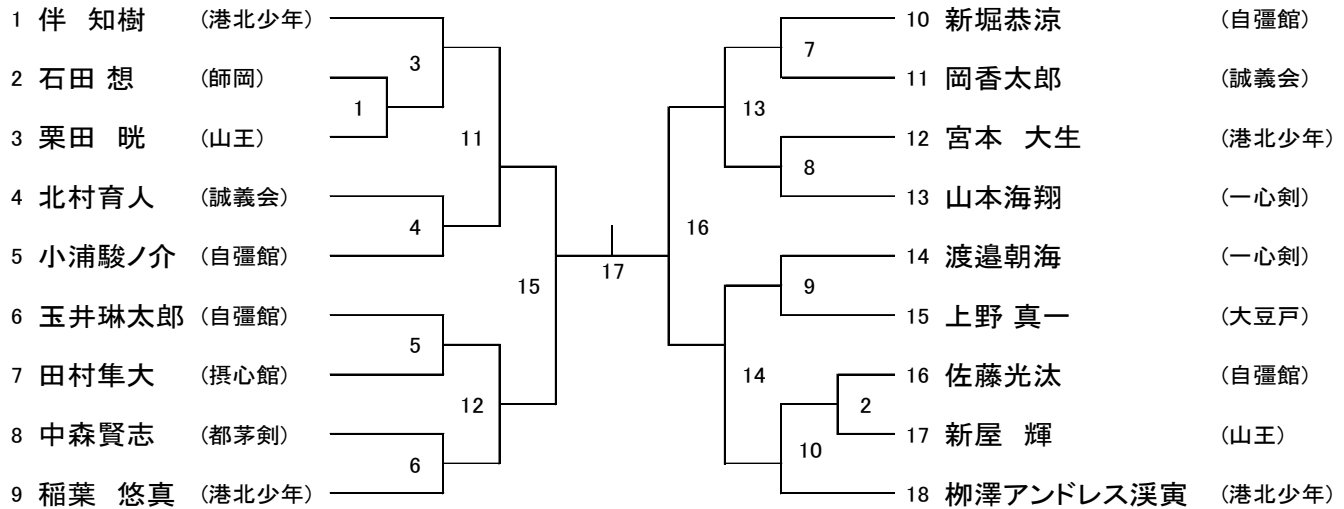 1 伴　知樹 （港北少年）
2 石田 想 （師岡）
3 栗田　晄 （山王）
4 北村育人 （誠義会）
5 小浦駿ノ介 （自彊館）
6 玉井琳太郎 （自彊館）
7 田村隼大 （摂心館）
8 中森賢志 （都茅剣）
9 稲葉　悠真 （港北少年）
3
1
11
4
15
5
12
6
17
7
13
8
16
9
14
2
10
10 新堀恭涼 （自彊館）
11 岡香太郎 （誠義会）
12 宮本　大生 （港北少年）
13 山本海翔 （一心剣）
14 渡邉朝海 （一心剣）
15 上野 真一 （大豆戸）
16 佐藤光汰 （自彊館）
17 新屋　輝 （山王）
18 栁澤アンドレス渓寅 （港北少年）